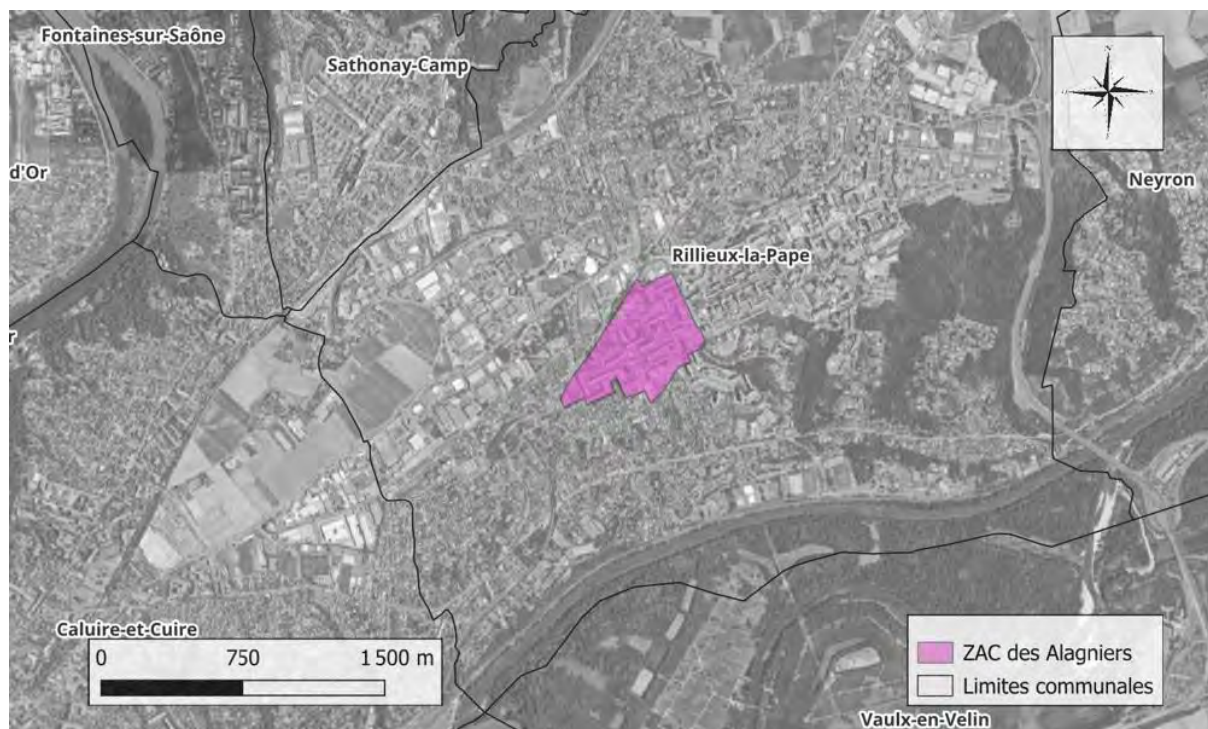 Fontaines-sur-Saône
Sathonay-Camp
d'Or
Neyron
Rillieux-la-Pape
r
Caluire-et-Cuire
0 750 1 500 m
ZAC des Alagniers
Limites communales
Vaulx-en-Velin